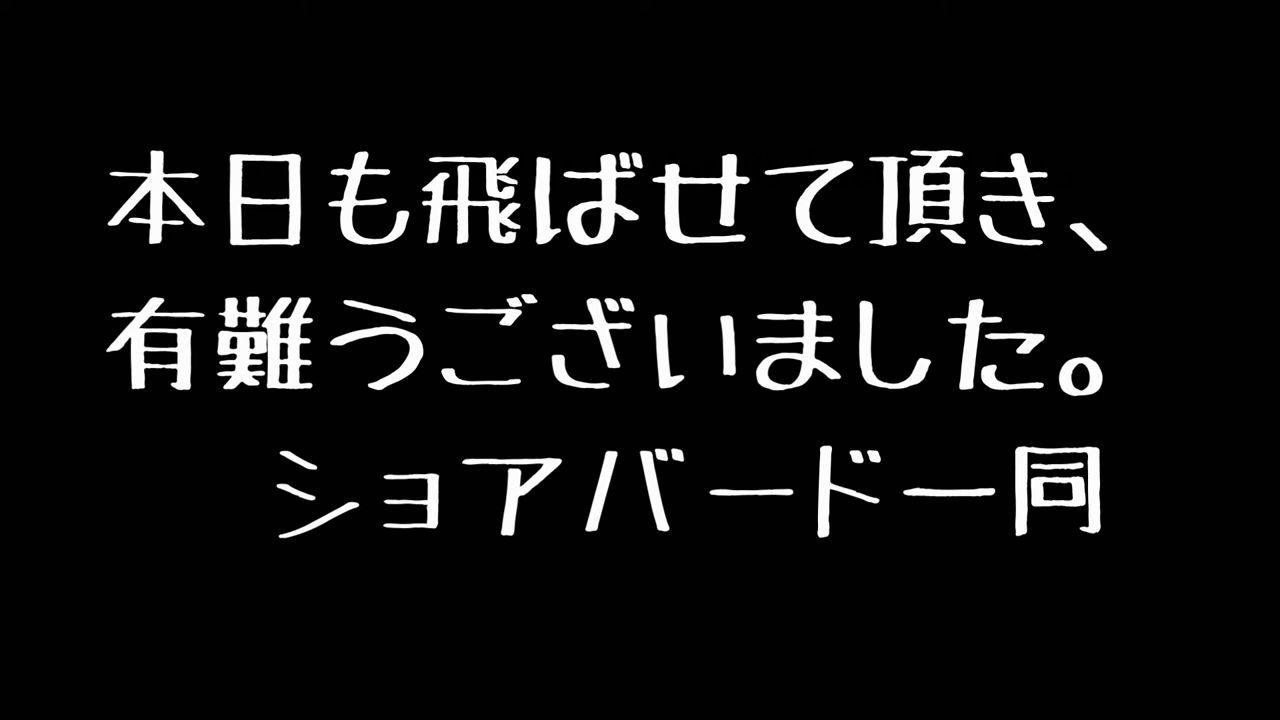 本日も飛ばせて頂き、
有難うございました。
ショアバード一同